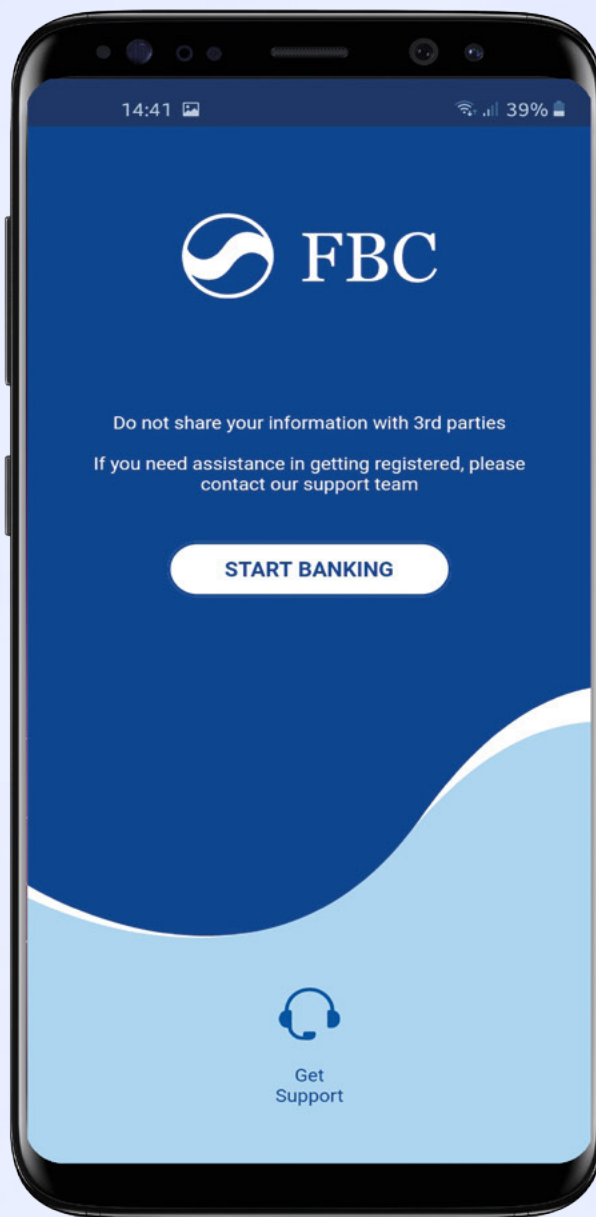 14:41 39%
FBC
Do not share your information with 3rd parties
If you need assistance in getting registered, please
contact our support team
START BANKING
Get
Support